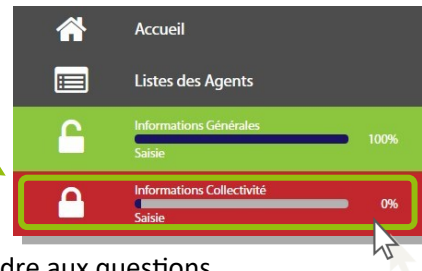 Accueil
Listes des Agents
Informations Générales
100%
Saisie
Informations Collectivité
0%
Saisie
dre aux questions